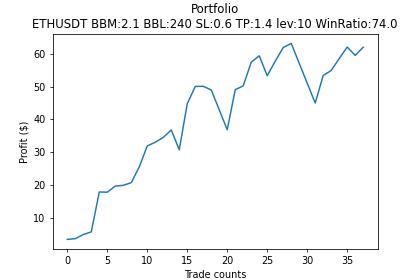 Portfolio
ETHUSDT BBM:2.1 BBL:240 SL:0.6 TP:1.4 lev:10 WinRatio:74.0
60
50
40
30
20
10
Profit ($)
0 5 10 15 20 25 30 35
Trade counts